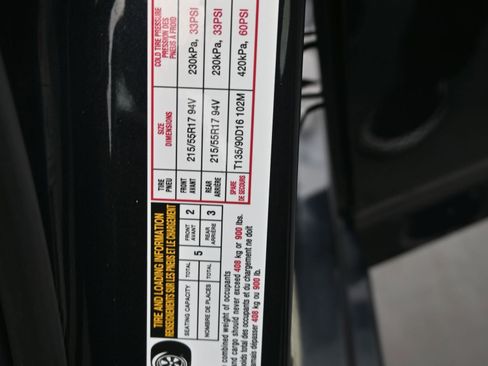 TIRE AND LOADING INFORMATION
RENSEIGNEMENTS SUR LES PNEUS ET LE CHARGEMENT
SEATING CAPACITY TOTAL 5 FRONT AVANT 2
NOMBRE DE PLACES TOTAL REAR ARRIÈRE 3
combined weight of occupants
and cargo should never exceed 408 kg or 900 lbs.
total des occupants et du chargement ne doit
jamais dépasser 408 kg ou 900 lb.
TIRE PNEU SIZE DIMENSIONS COLD TIRE PRESSURE PRESSION DES PNEUS À FROID
FRONT AVANT 215/55R17 94V 230kPa, 33PSI
REAR ARRIÈRE 215/55R17 94V 230kPa, 33PSI
SPARE DE SECOURS T135/90D16 102M 420kPa, 60PSI